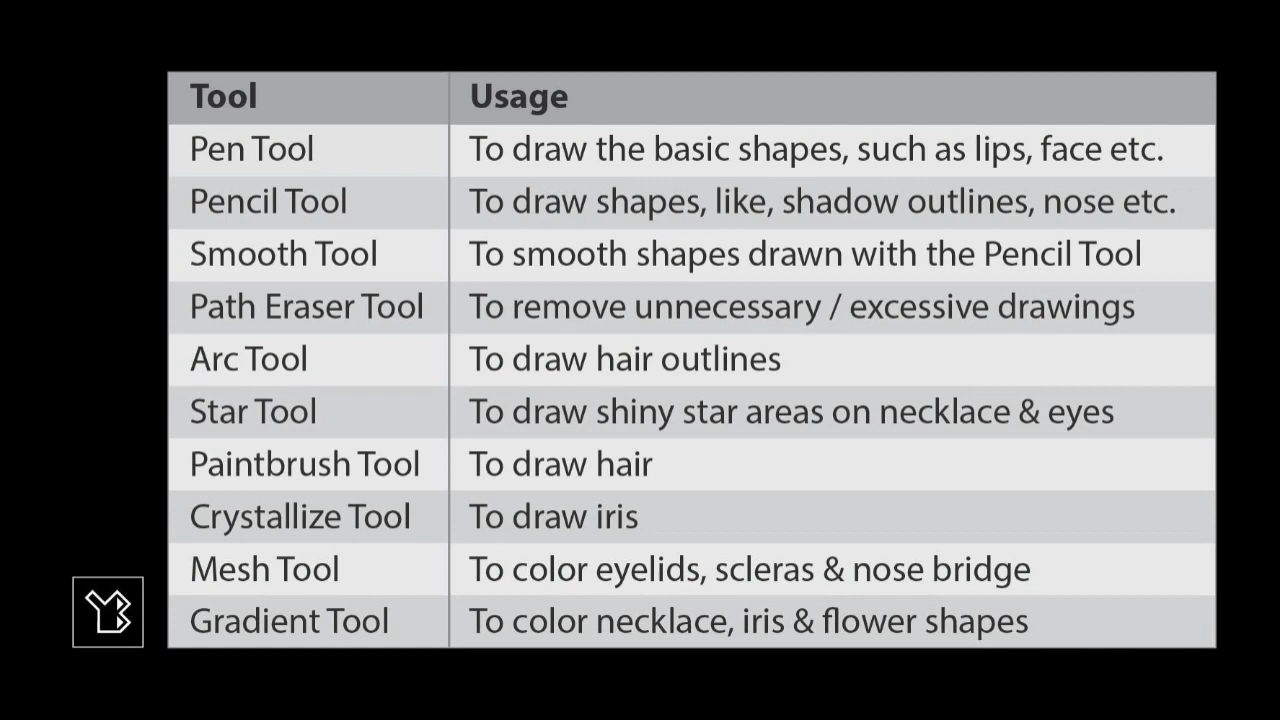 Tool Usage
Pen Tool To draw the basic shapes, such as lips, face etc.
Pencil Tool To draw shapes, like, shadow outlines, nose etc.
Smooth Tool To smooth shapes drawn with the Pencil Tool
Path Eraser Tool To remove unnecessary / excessive drawings
Arc Tool To draw hair outlines
Star Tool To draw shiny star areas on necklace & eyes
Paintbrush Tool To draw hair
Crystallize Tool To draw iris
Mesh Tool To color eyelids, scleras & nose bridge
Gradient Tool To color necklace, iris & flower shapes